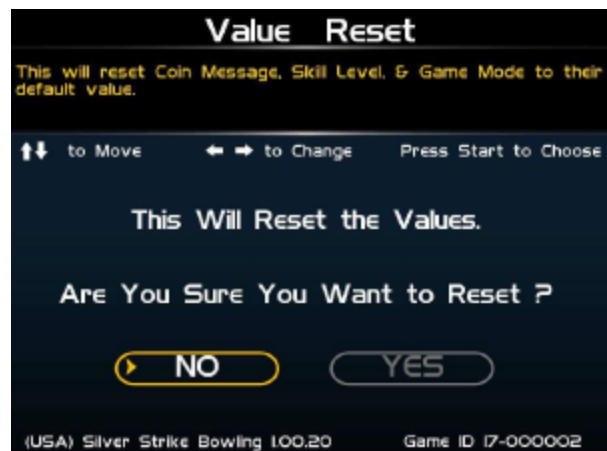 Value Reset
This will reset Coin Message, Skill Level, & Game Mode to their
default value.
to Move to Change Press Start to Choose
This Will Reset the Values.
Are You Sure You Want to Reset ?
NO YES
(USA) Silver Strike Bowling 1.00.20 Game ID 17-000002